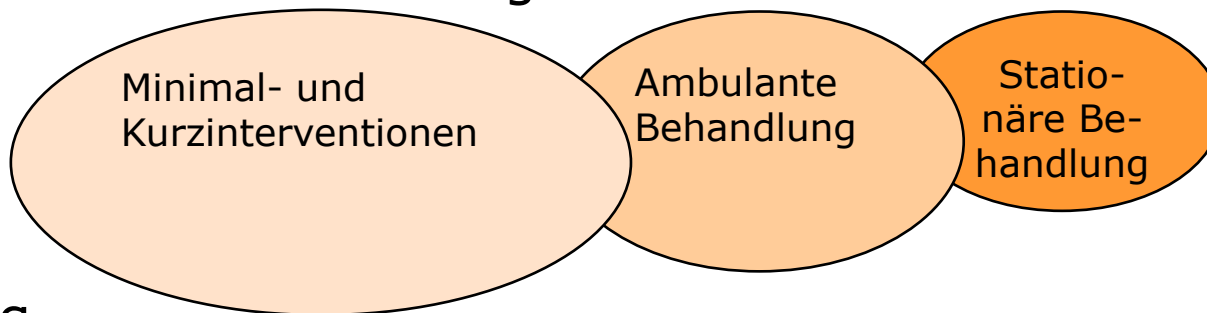 Minimal- und
Kurzinterventionen
Ambulante
Behandlung
Statio-
näre Be-
handlung